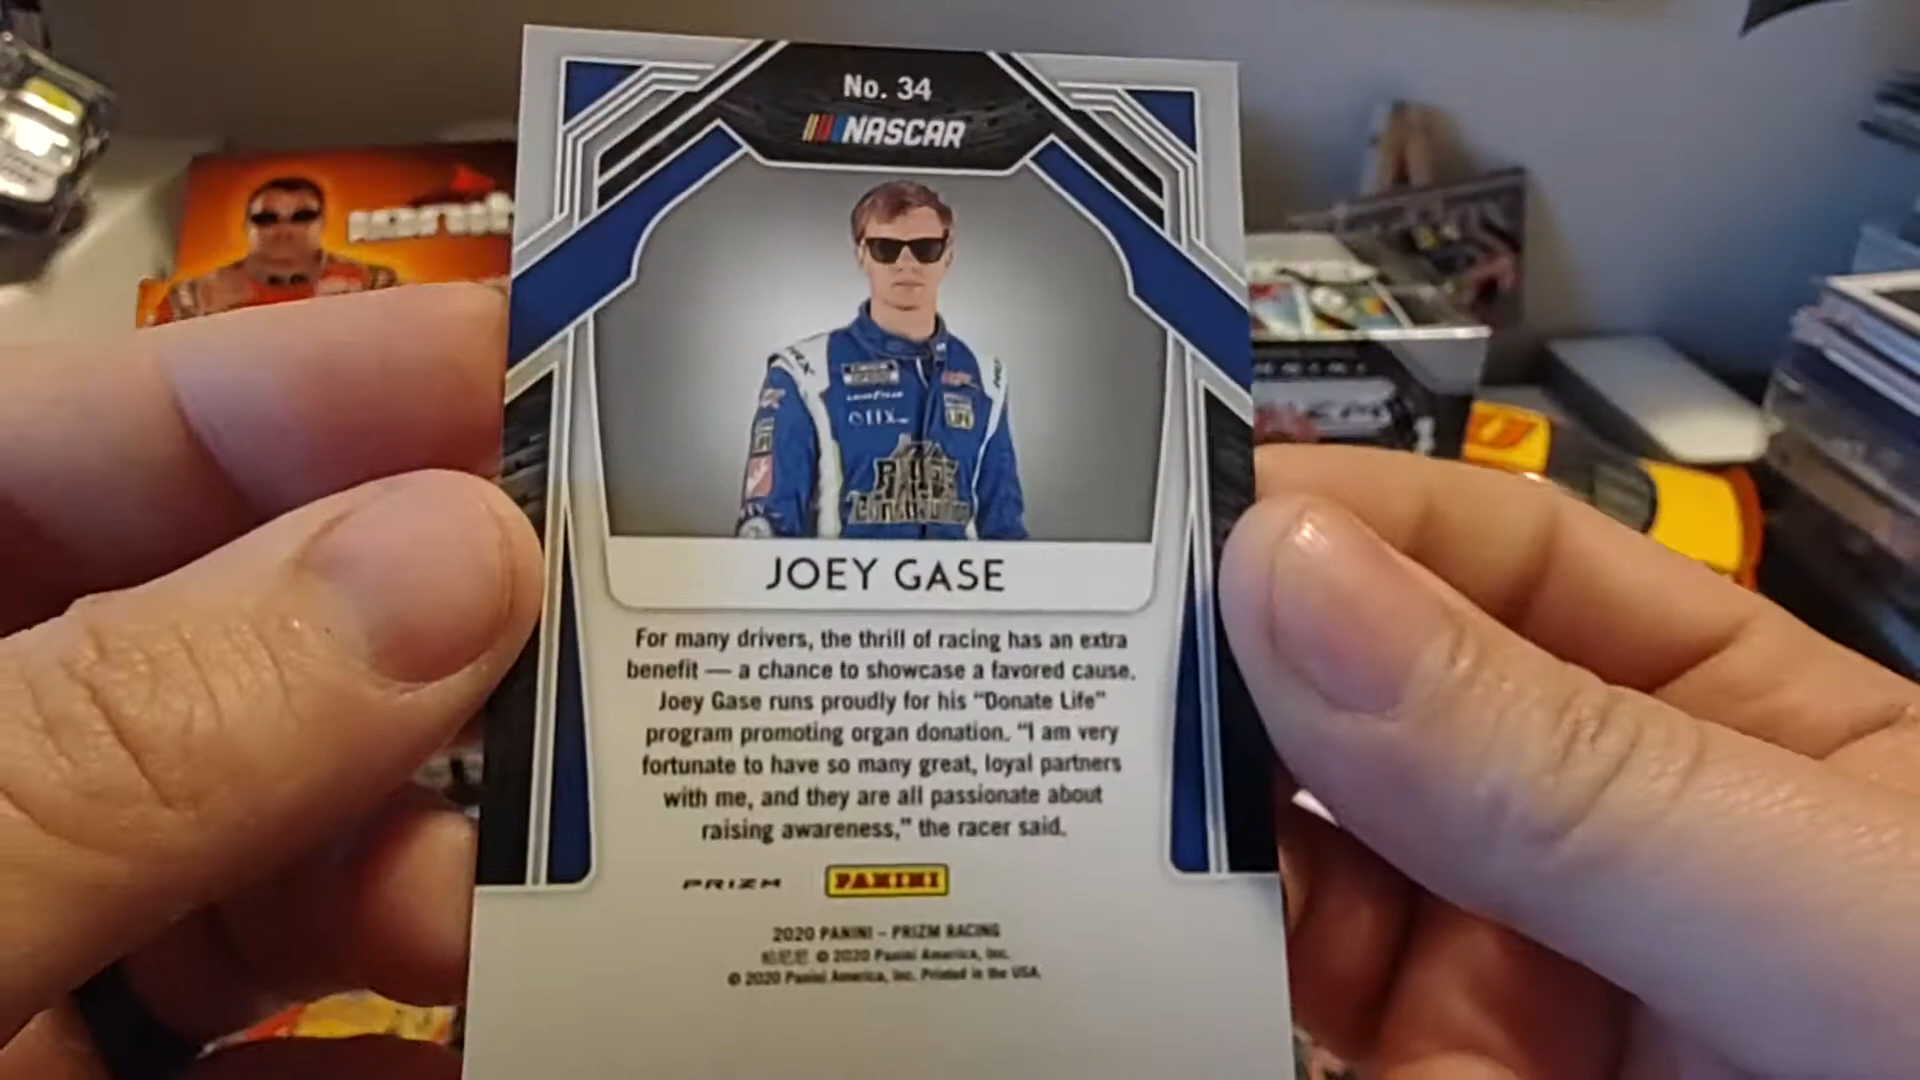 No. 34
NASCAR
JOEY GASE
For many drivers, the thrill of racing has an extra
benefit — a chance to showcase a favored cause.
Joey Gase runs proudly for his “Donate Life”
program promoting organ donation. “I am very
fortunate to have so many great, loyal partners
with me, and they are all passionate about
raising awareness,” the racer said.
PRIZM
PANINI
2020 PANINI – PRIZM RACING
© 2020 Panini America, Inc.
© 2020 Panini America, Inc. Printed in the USA.